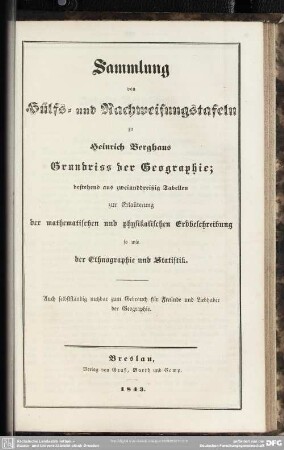 Sammlung
von
Hülfs- und Nachweisungstafeln
zu
Heinrich Berghaus
Grundriss der Geographie;
bestehend aus zweiunddreißig Tabellen
zur Erläuterung
der mathematischen und physikalischen Erdbeschreibung
so wie
der Ethnographie und Statistik.
Auch selbstständig nutzbar zum Gebrauch für Freunde und Liebhaber
der Geographie.
Breslau,
Verlag von Graß, Barth und Comp.
1843.
DFG